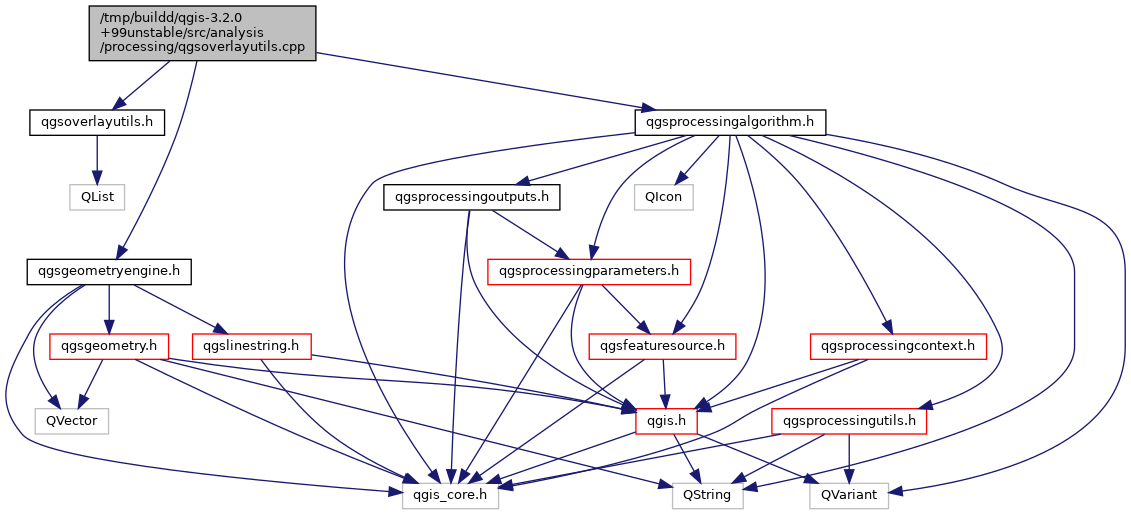 /tmp/buildd/qgis-3.2.0
+99unstable/src/analysis
/processing/qgsoverlayutils.cpp
qgsoverlayutils.h
qgsprocessingalgorithm.h
QList
qgsprocessingoutputs.h
QIcon
qgsgeometryengine.h
qgsprocessingparameters.h
qgsgeometry.h
qgslinestring.h
qgsfeaturesource.h
qgsprocessingcontext.h
QVector
qgis.h
qgsprocessingutils.h
qgis_core.h
QString
QVariant